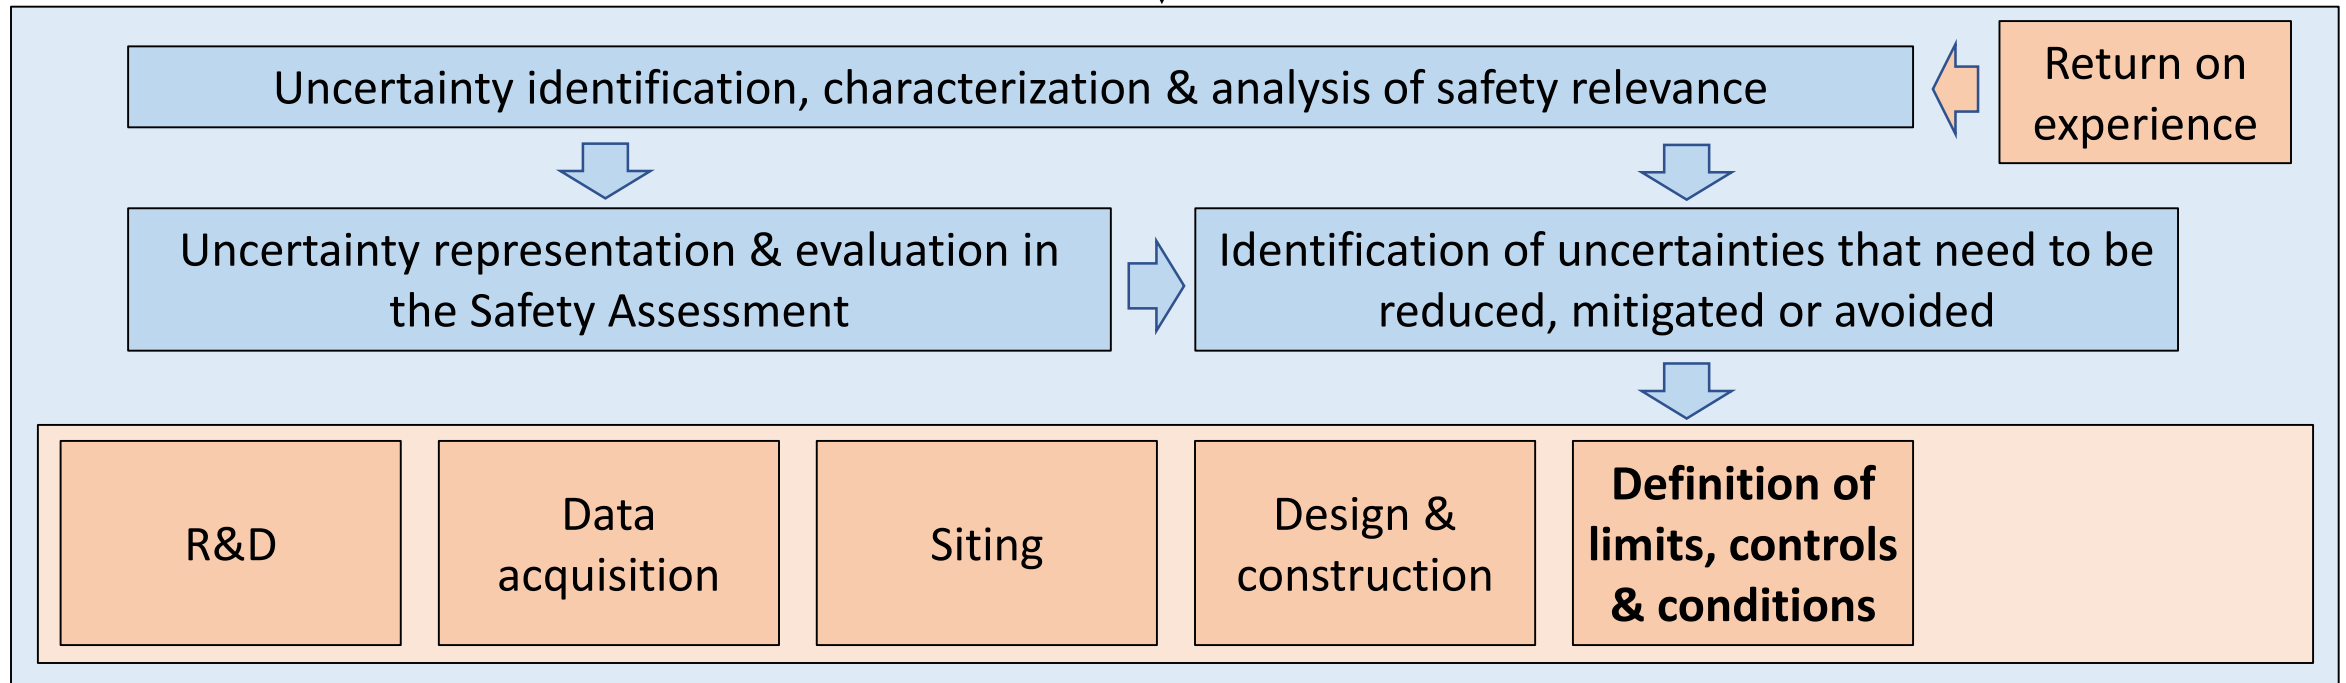 Uncertainty identification, characterization & analysis of safety relevance
Return on
experience
Uncertainty representation & evaluation in
the Safety Assessment
Identification of uncertainties that need to be
reduced, mitigated or avoided
R&D
Data
acquisition
Siting
Design &
construction
Definition of
limits, controls
& conditions